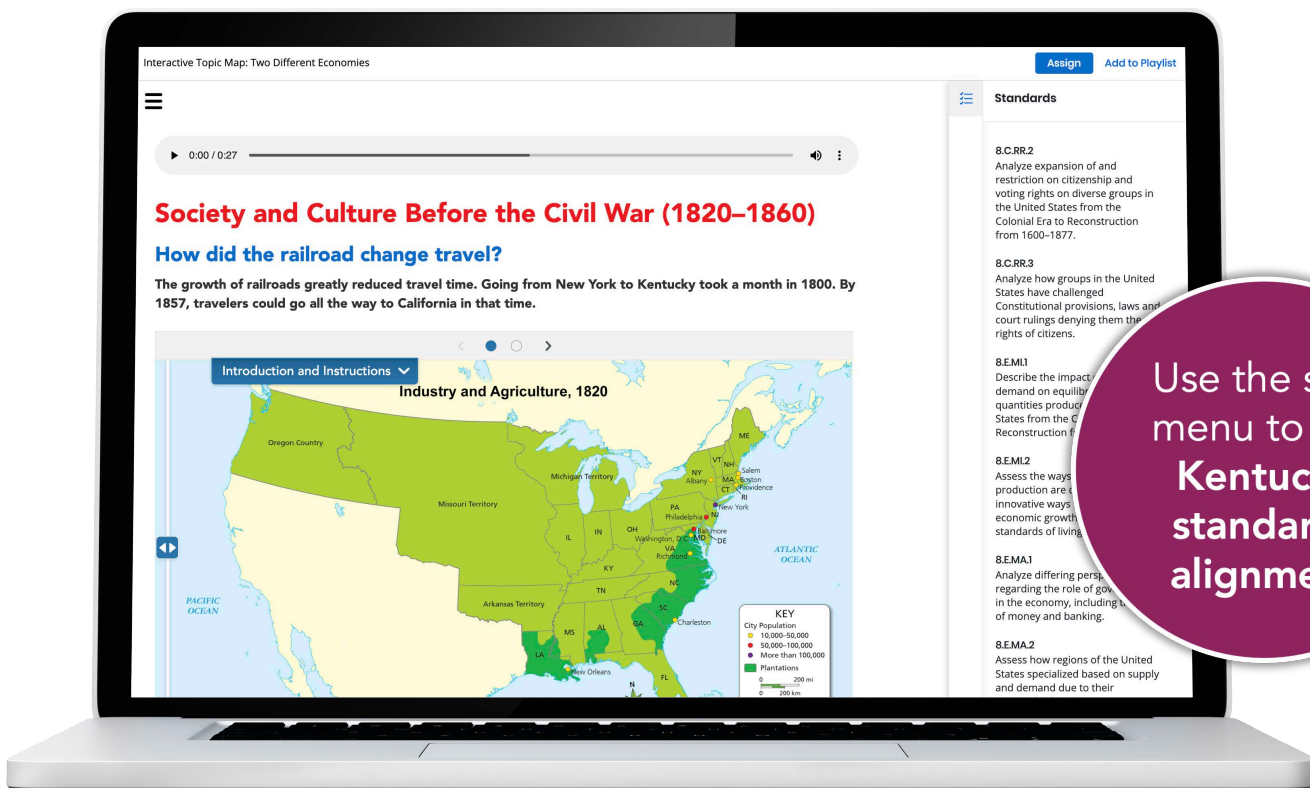 Interactive Topic Map: Two Different Economies
Assign
Add to Playlist
0:00 / 0:27
Society and Culture Before the Civil War (1820–1860)
How did the railroad change travel?
The growth of railroads greatly reduced travel time. Going from New York to Kentucky took a month in 1800. By
1857, travelers could go all the way to California in that time.
Introduction and Instructions
Industry and Agriculture, 1820
Oregon Country
Missouri Territory
Michigan Territory
Arkansas Territory
ME
VT
NH
NY
Albany
MA
Salem
Boston
Providence
CT
RI
New York
PA
NJ
Philadelphia
Baltimore
Washington, D.C.
MD
DE
VA
Richmond
OH
IN
IL
KY
TN
NC
SC
Charleston
GA
AL
MS
LA
New Orleans
FL
N
PACIFIC
OCEAN
ATLANTIC
OCEAN
KEY
City Population
10,000–50,000
50,000–100,000
More than 100,000
Plantations
0 200 mi
0 200 km
Standards
8.C.RR.2
Analyze expansion of and
restriction on citizenship and
voting rights on diverse groups in
the United States from the
Colonial Era to Reconstruction
from 1600–1877.
8.C.RR.3
Analyze how groups in the United
States have challenged
Constitutional provisions, laws and
court rulings denying them the
rights of citizens.
8.E.MI.1
Describe the impact
demand on
quantities
States from the
Reconstruction
8.E.MI.2
Assess the ways
production are
innovative ways
economic growth
standards of living
8.E.MA.1
Analyze differing
regarding the role of
in the economy, including
of money and banking.
8.E.MA.2
Assess how regions of the United
States specialized based on supply
and demand due to their
Use the
menu to